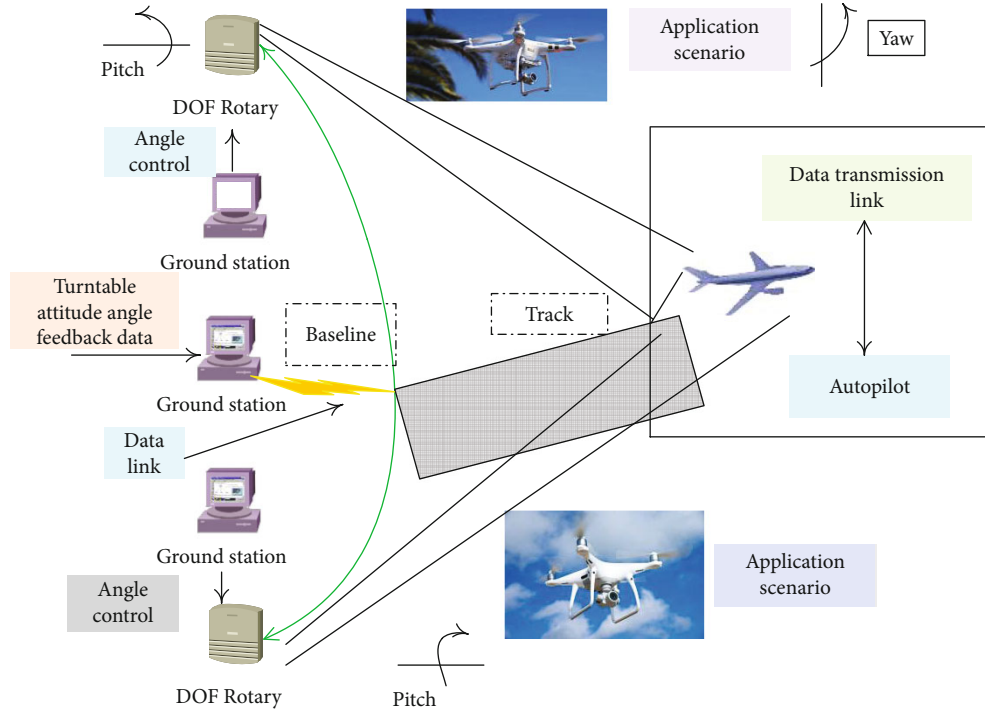 Pitch
DOF Rotary
Application
scenario
Yaw
Angle
control
Ground station
Data transmission
link
Turntable
attitude angle
feedback data
Baseline
Track
Ground station
Autopilot
Data
link
Ground station
Application
scenario
Angle
control
DOF Rotary
Pitch